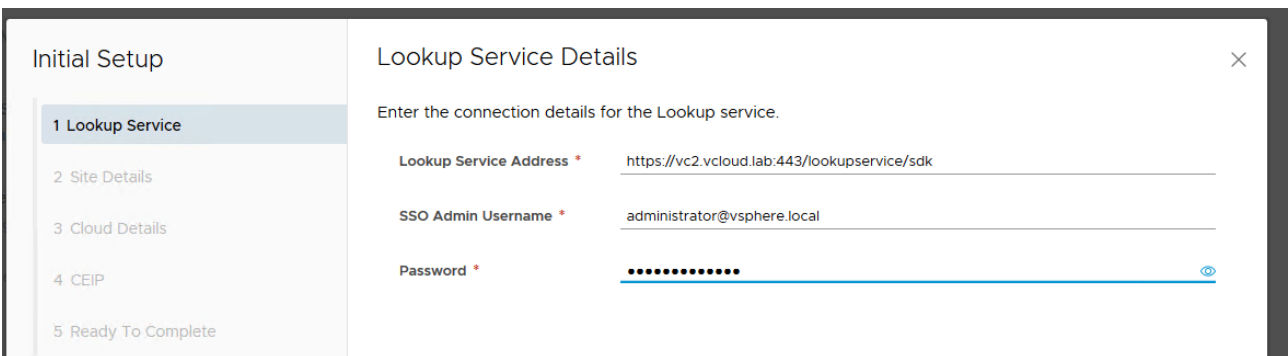 Initial Setup
1 Lookup Service
2 Site Details
3 Cloud Details
4 CEIP
5 Ready To Complete
Lookup Service Details
Enter the connection details for the Lookup service.
Lookup Service Address * https://vc2.vcloud.lab:443/lookupservice/sdk
SSO Admin Username * administrator@vsphere.local
Password * •••••••••••••